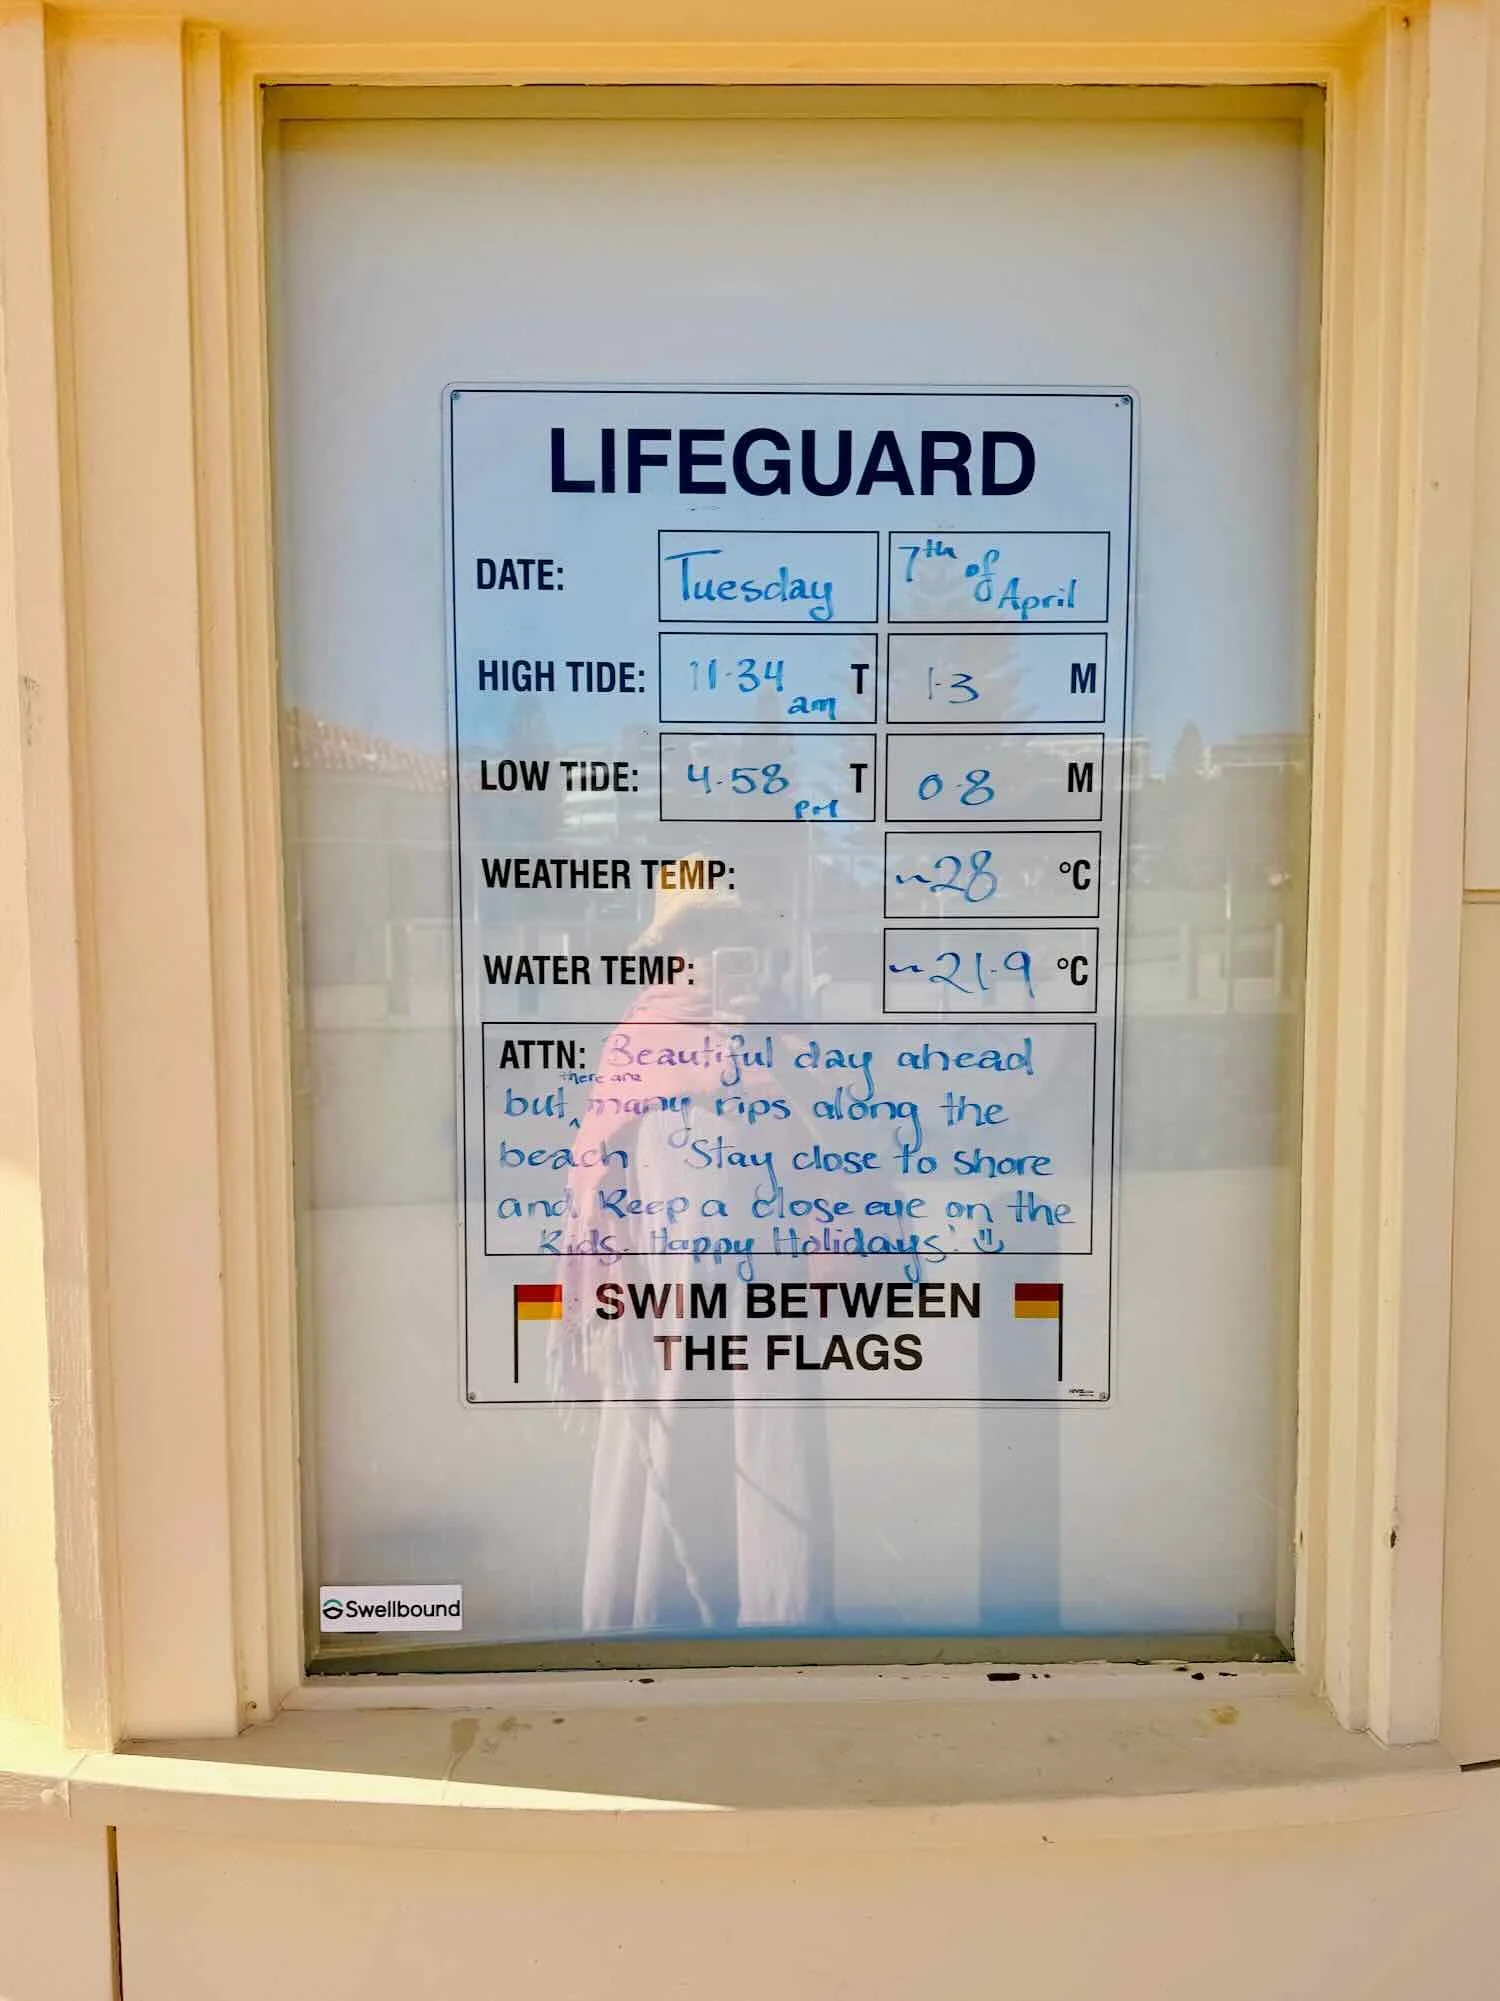 LIFEGUARD
DATE: Tuesday 7th of April
HIGH TIDE: 11.34 am T 1.3 M
LOW TIDE: 4.58 PM T 0.8 M
WEATHER TEMP: ~28 °C
WATER TEMP: ~21.9 °C
ATTN: Beautiful day ahead
but there are many rips along the
beach. Stay close to shore
and keep a close eye on the
Kids. Happy Holidays!
SWIM BETWEEN
THE FLAGS
Swellbound